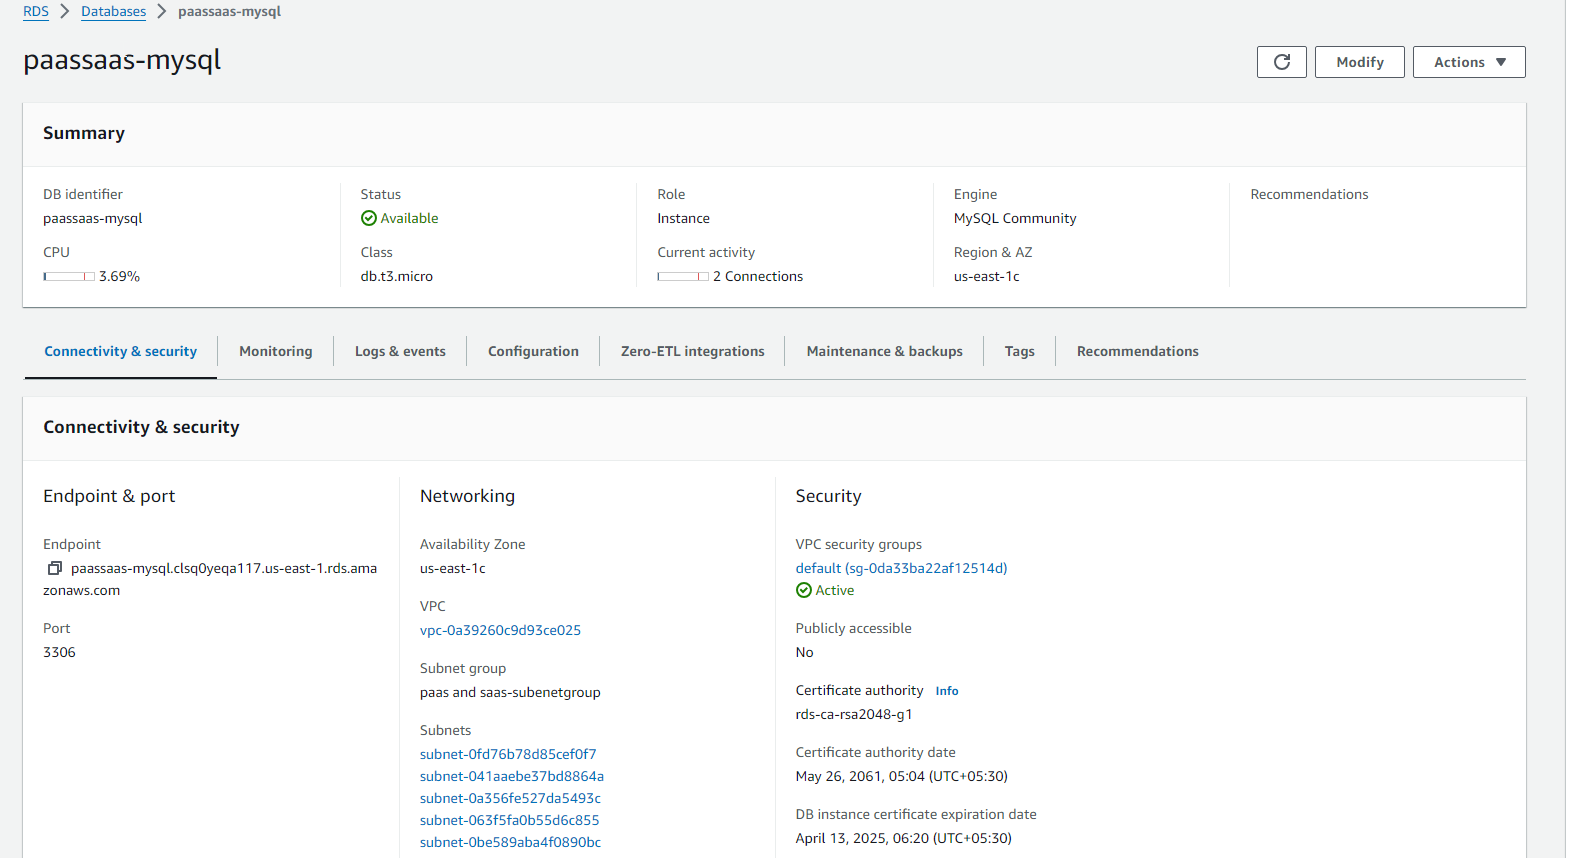 RDS > Databases > paassaas-mysql
paassaas-mysql
Modify
Actions
Summary
DB identifier
paassaas-mysql
CPU
3.69%
Status
Available
Class
db.t3.micro
Role
Instance
Current activity
2 Connections
Engine
MySQL Community
Region & AZ
us-east-1c
Recommendations
Connectivity & security
Monitoring
Logs & events
Configuration
Zero-ETL integrations
Maintenance & backups
Tags
Recommendations
Connectivity & security
Endpoint & port
Endpoint
paassaas-mysql.clsq0yeqa117.us-east-1.rds.ama
zonaws.com
Port
3306
Networking
Availability Zone
us-east-1c
VPC
vpc-0a39260c9d93ce025
Subnet group
paas and saas-subenetgroup
Subnets
subnet-0fd76b78d85cef0f7
subnet-041aaebe37bd8864a
subnet-0a356fe527da5493c
subnet-063f5fa0b55d6c855
subnet-0be589aba4f0890bc
Security
VPC security groups
default (sg-0da33ba22af12514d)
Active
Publicly accessible
No
Certificate authority Info
rds-ca-rsa2048-g1
Certificate authority date
May 26, 2061, 05:04 (UTC+05:30)
DB instance certificate expiration date
April 13, 2025, 06:20 (UTC+05:30)